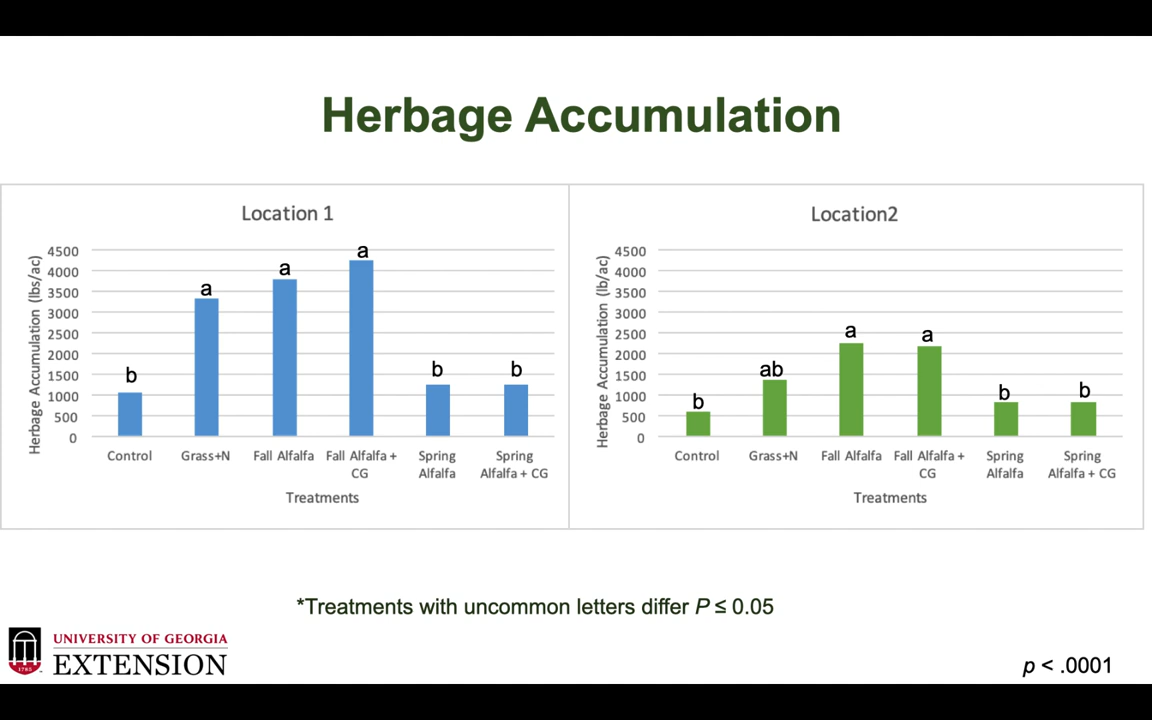 Herbage Accumulation
Location 1
Herbage Accumulation (lbs/ac)
4500
4000
3500
3000
2500
2000
1500
1000
500
0
b
a
a
a
b
b
Control
Grass+N
Fall Alfalfa
Fall Alfalfa +
CG
Spring
Alfalfa
Spring
Alfalfa + CG
Treatments
Location2
Herbage Accumulation (lb/ac)
4500
4000
3500
3000
2500
2000
1500
1000
500
0
b
ab
a
a
b
b
Control
Grass+N
Fall Alfalfa
Fall Alfalfa +
CG
Spring
Alfalfa
Spring
Alfalfa + CG
Treatments
*Treatments with uncommon letters differ P ≤ 0.05
1785
UNIVERSITY OF GEORGIA
EXTENSION
p < .0001